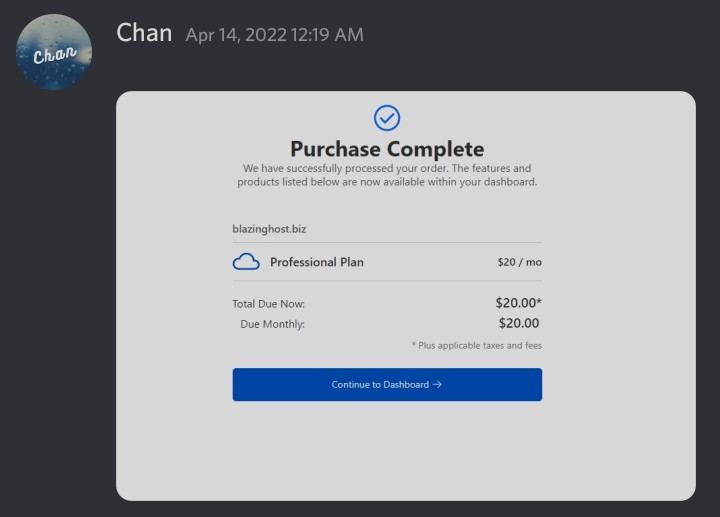 Chan
Chan Apr 14, 2022 12:19 AM
Purchase Complete
We have successfully processed your order. The features and
products listed below are now available within your dashboard.
blazinghost.biz
Professional Plan $20 / mo
Total Due Now: $20.00*
Due Monthly: $20.00
* Plus applicable taxes and fees
Continue to Dashboard →